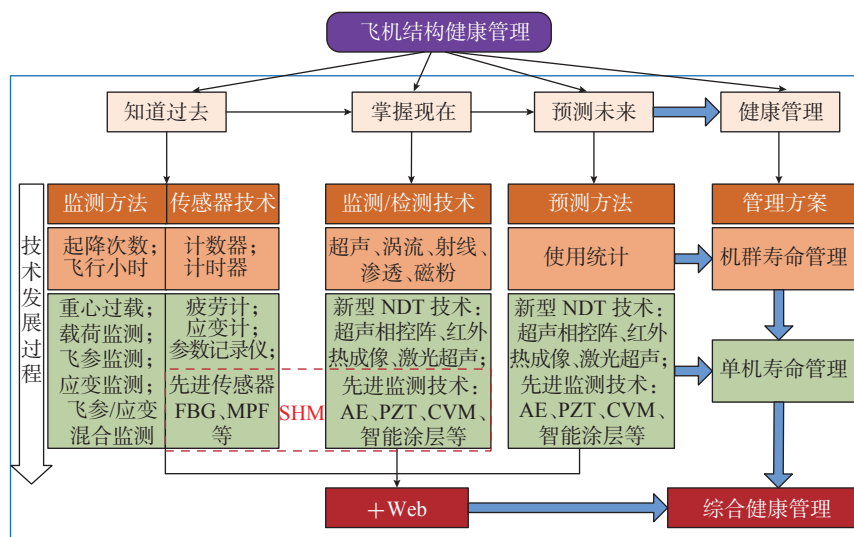 飞机结构健康管理
知道过去
掌握现在
预测未来
健康管理
技术发展过程
监测方法
传感器技术
监测/检测技术
预测方法
管理方案
起降次数；
飞行小时
计数器；
计时器
超声、涡流、射线、
渗透、磁粉
使用统计
机群寿命管理
重心过载；
载荷监测；
飞参监测；
应变监测；
飞参/应变
混合监测
疲劳计；
应变计；
参数记录仪；
先进传感器
FBG、MPF
等
SHM
新型 NDT 技术：
超声相控阵、红外
热成像、激光超声；
先进监测技术：
AE、PZT、CVM、
智能涂层等
新型 NDT 技术：
超声相控阵、红外
热成像、激光超声；
先进监测技术：
AE、PZT、CVM、
智能涂层等
单机寿命管理
＋Web
综合健康管理